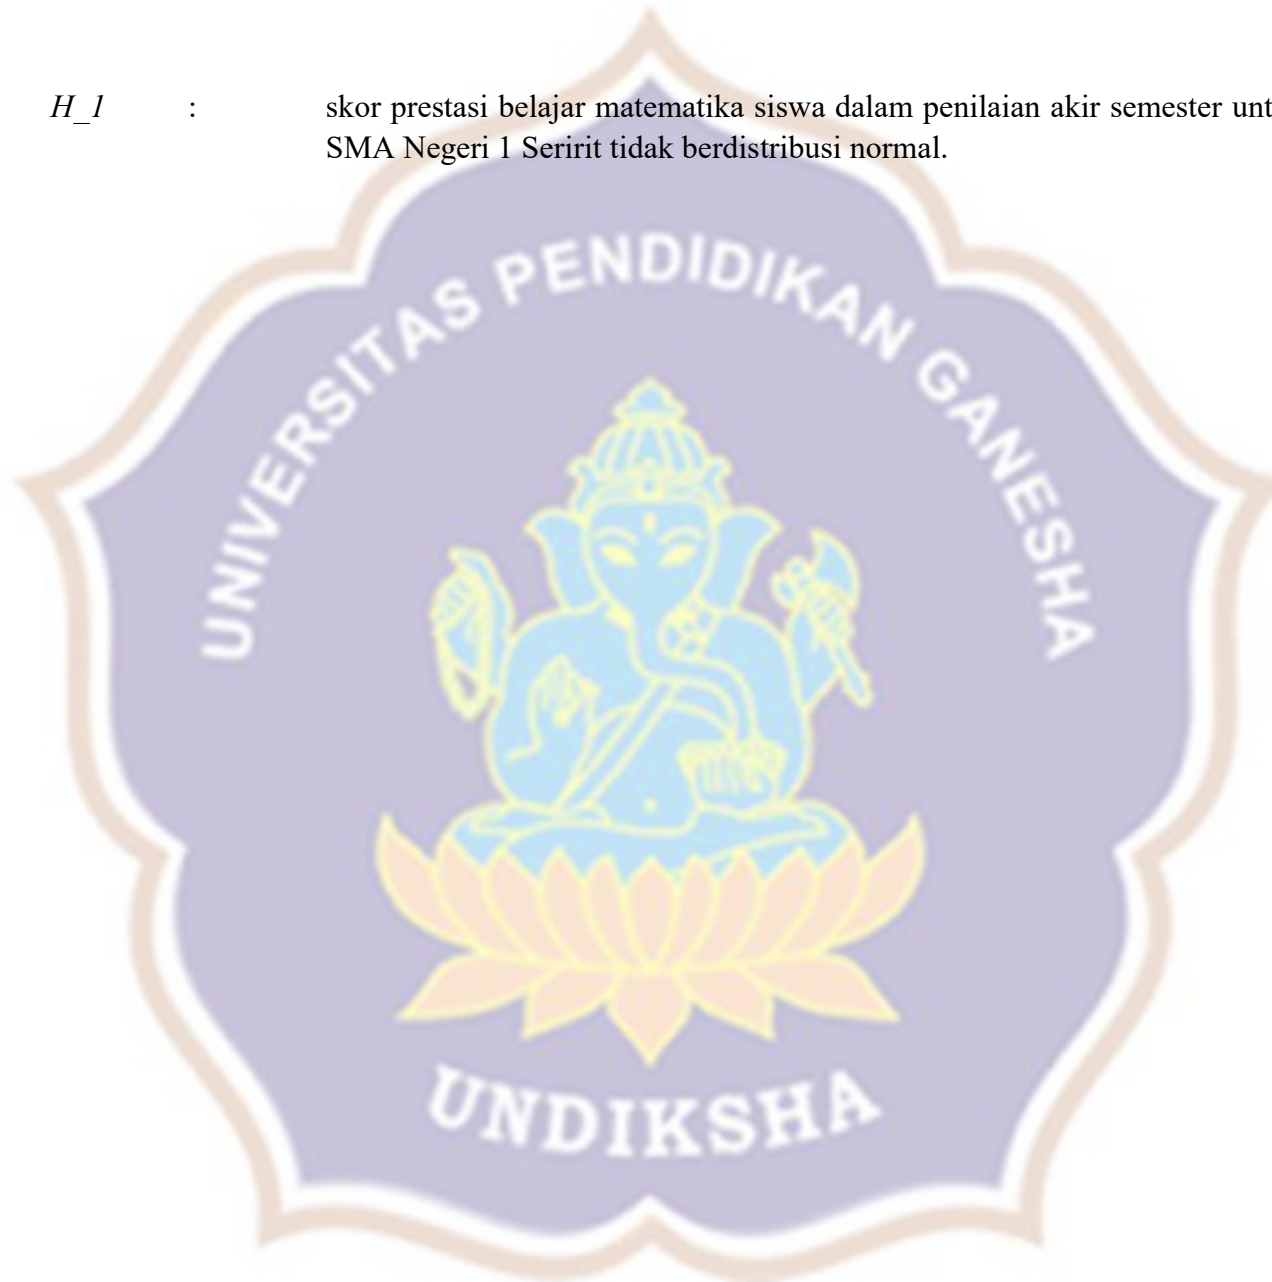 H_1 : skor prestasi belajar matematika siswa dalam penilaian akir semester unt
SMA Negeri 1 Seririt tidak berdistribusi normal.
UNIVERSITAS PENDIDIKAN GANESHA
UNDIKSHA